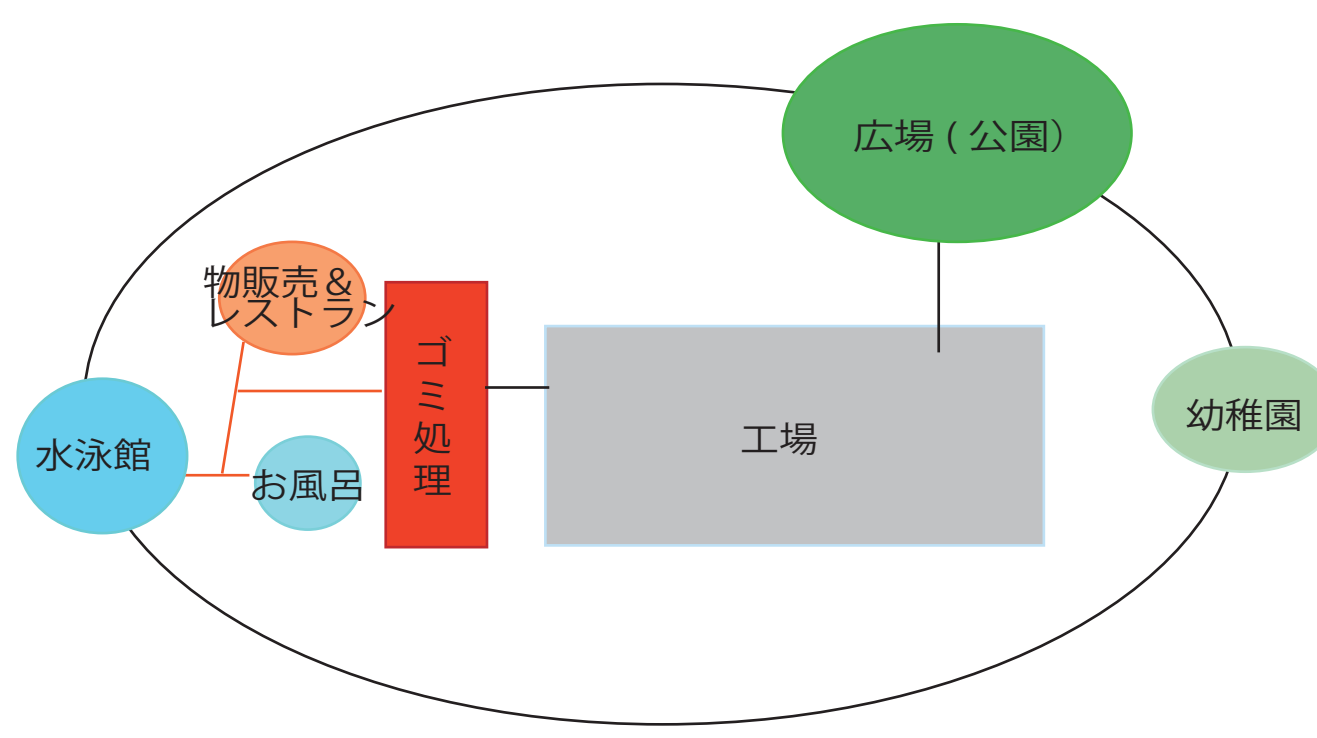 広場(公園）
物販売＆
レストラン
ゴミ処理
水泳館
お風呂
工場
幼稚園